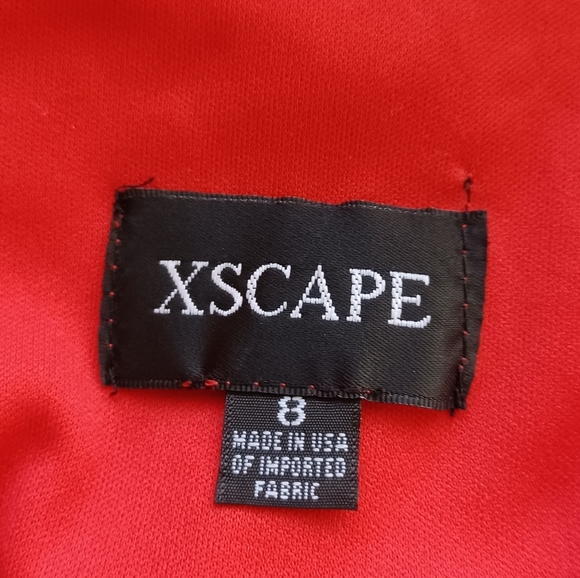 XSCAPE
8
MADE IN USA
OF IMPORTED
FABRIC